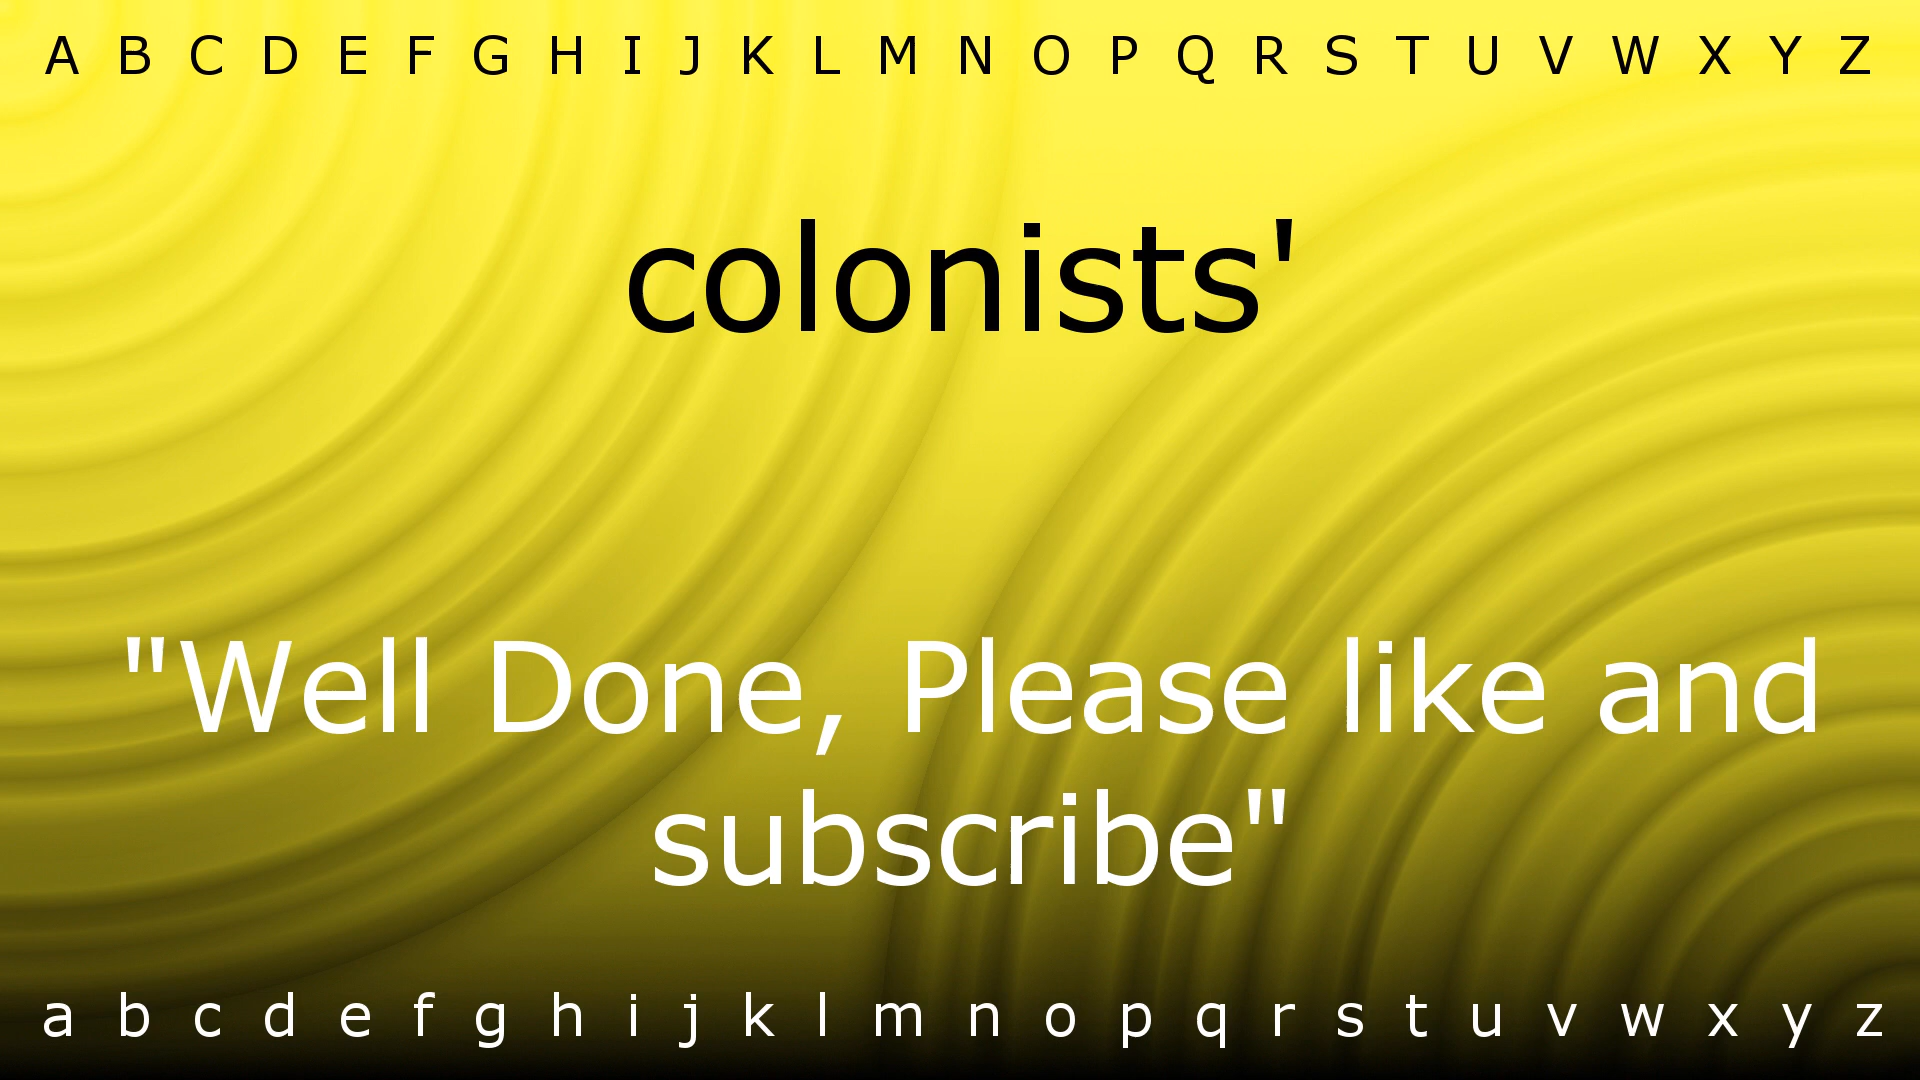 A B C D E F G H I J K L M N O P Q R S T U V W X Y Z
colonists'
"Well Done, Please like and
subscribe"
a b c d e f g h i j k l m n o p q r s t u v w x y z